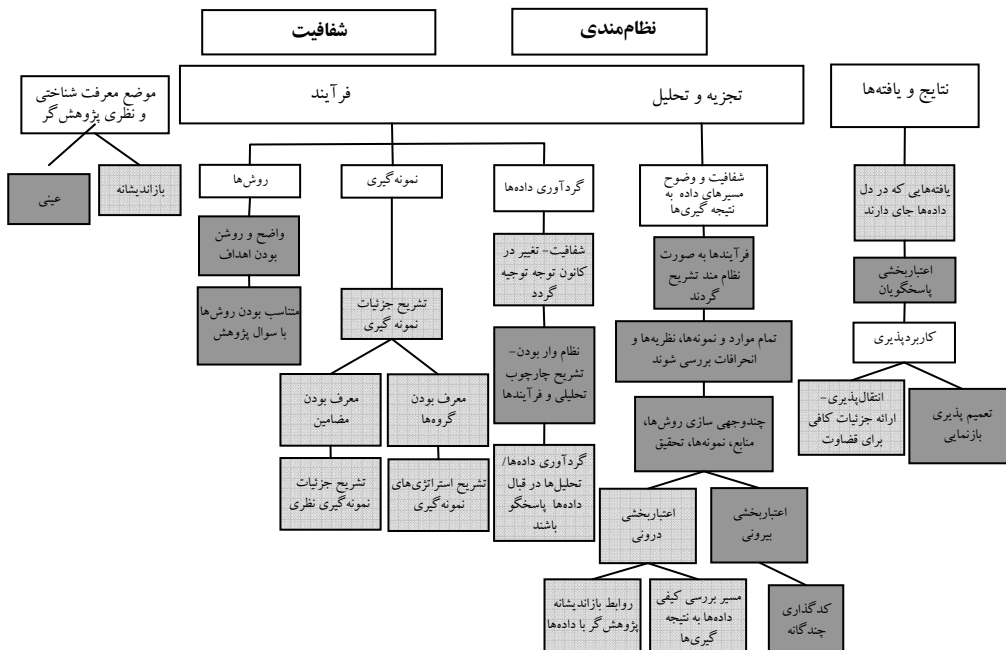 نظام‌مندی
شفافیت
نتایج و یافته‌ها
تجزیه و تحلیل
فرآیند
موضع معرفت شناختی
و نظری پژوهش‌گر
یافته‌هایی که در دل
داده‌ها جای دارند
اعتباربخشی
پاسخگویان
کاربردپذیری
تعمیم پذیری
بازنمایی
انتقال‌پذیری–
ارائه جزئیات کافی
برای قضاوت
شفافیت و وضوح
مسیرهای داده به
نتیجه گیری‌ها
فرآیندها به صورت
نظام مند تشریح
گردند
تمام موارد و نمونه‌ها، نظریه‌ها و
انحرافات بررسی شوند
چندوجهی سازی روش‌ها،
منابع، نمونه‌ها، تحقیق
اعتباربخشی
بیرونی
اعتباربخشی
درونی
کدگذاری
چندگانه
مسیر بررسی کیفی
داده‌ها به نتیجه
گیری‌ها
روابط بازاندیشانه
پژوهش‌گر با داده‌ها
گردآوری داده‌ها
شفافیت– تغییر در
کانون توجه توجیه
گردد
نظام وار بودن–
تشریح چارچوب
تحلیلی و فرآیندها
گردآوری داده‌ها/
تحلیل‌ها در قبال
داده‌ها پاسخگو
باشند
نمونه‌گیری
تشریح جزئیات
نمونه گیری
معرف بودن
گروه‌ها
تشریح استراتژی‌های
نمونه‌گیری
معرف بودن
مضامین
تشریح جزئیات
نمونه‌گیری نظری
روش‌ها
واضح و روشن
بودن اهداف
متناسب بودن روش‌ها
با سوال پژوهش
بازاندیشانه
عینی